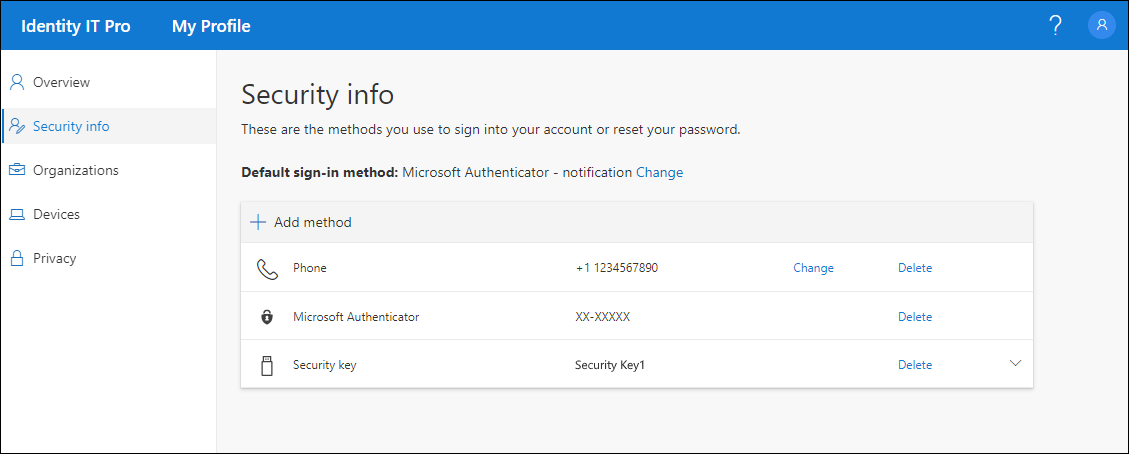 Identity IT Pro My Profile ?
Overview
Security info
Organizations
Devices
Privacy
Security info
These are the methods you use to sign into your account or reset your password.
Default sign-in method: Microsoft Authenticator - notification Change
Add method
Phone +1 1234567890 Change Delete
Microsoft Authenticator XX-XXXXX Delete
Security key Security Key1 Delete